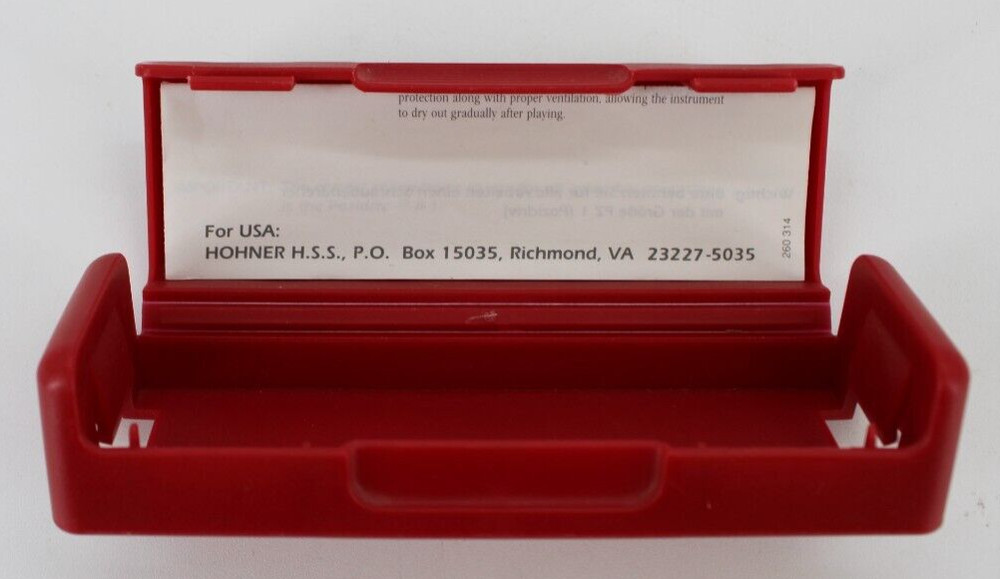 protection along with proper ventilation, allowing the instrument
to dry out gradually after playing.
For USA:
HOHNER H.S.S., P.O. Box 15035, Richmond, VA 23227-5035
260 314